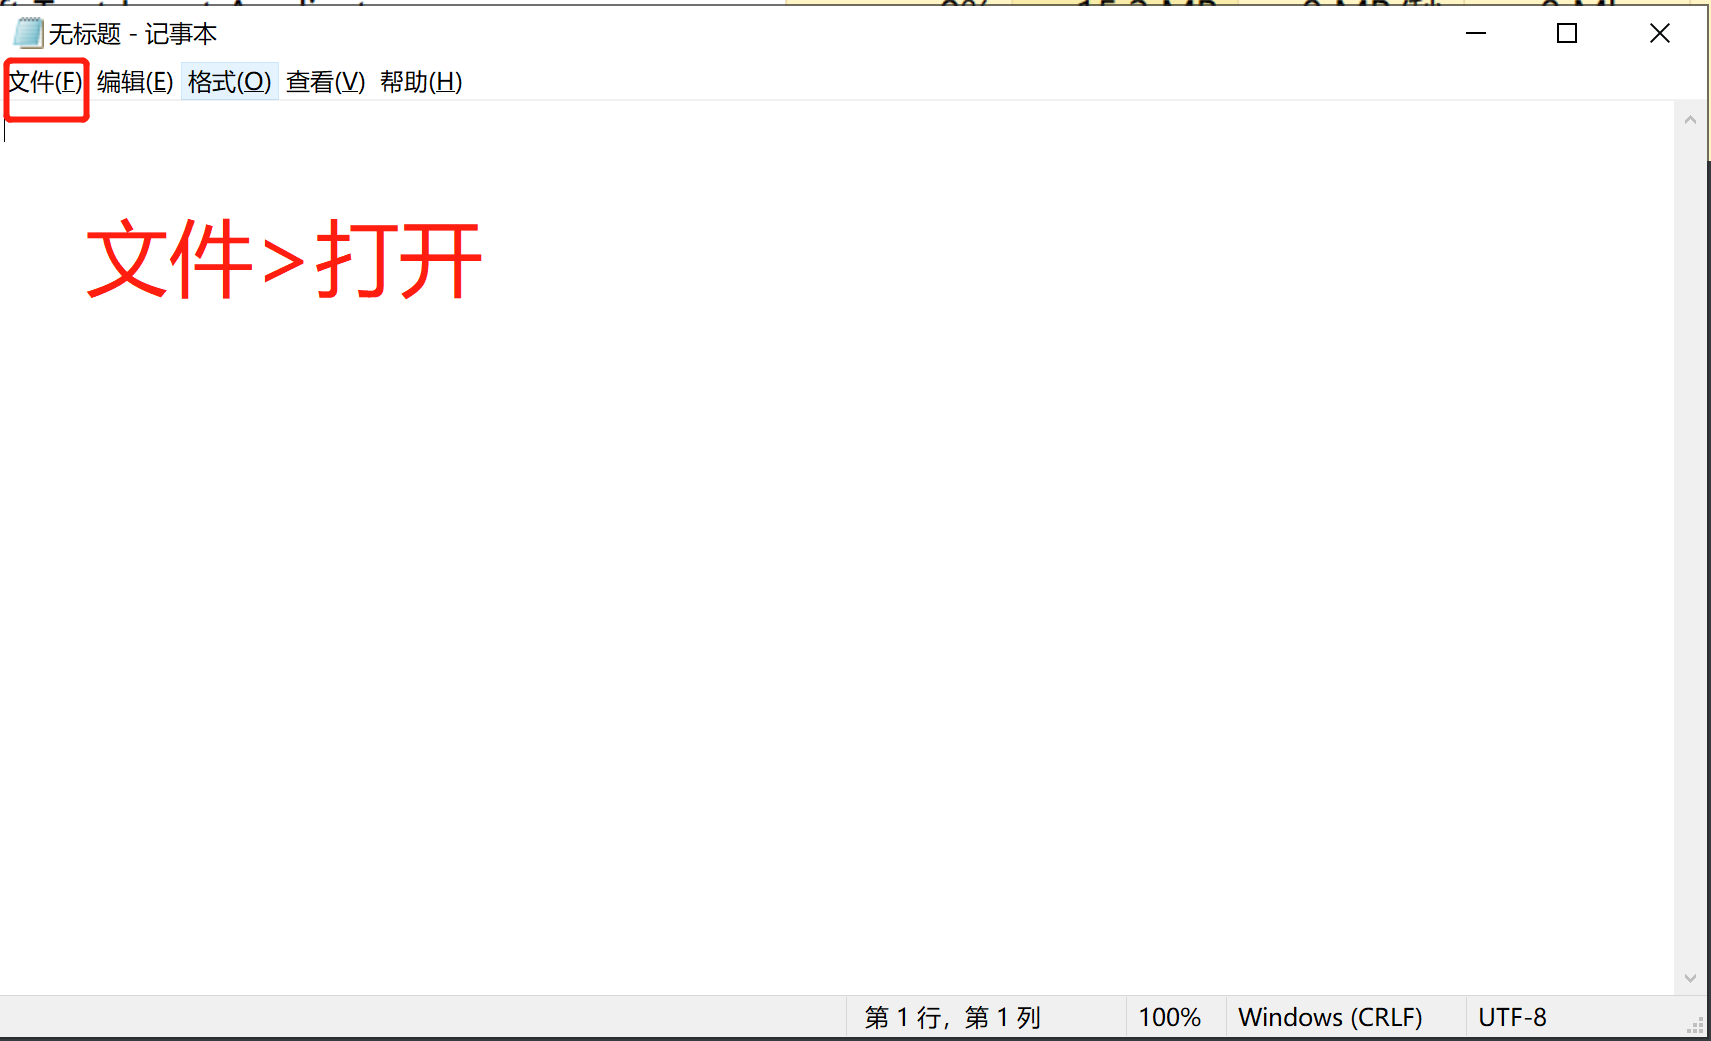 无标题 - 记事本
文件(F) 编辑(E) 格式(O) 查看(V) 帮助(H)
文件>打开
第 1 行，第 1 列 100% Windows (CRLF) UTF-8